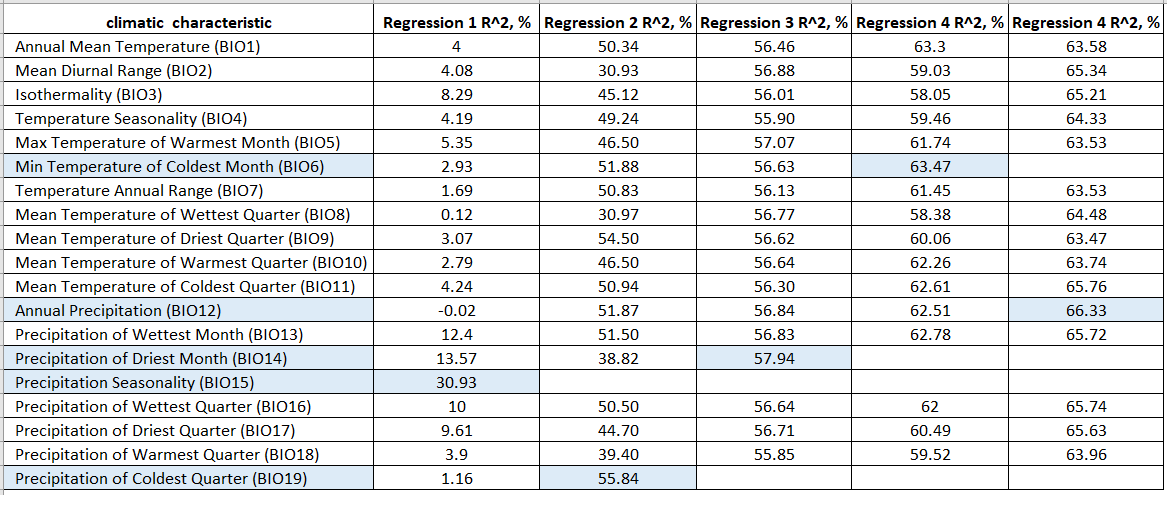 climatic characteristic Regression 1 R^2, % Regression 2 R^2, % Regression 3 R^2, % Regression 4 R^2, % Regression 4 R^2, %
Annual Mean Temperature (BIO1) 4 50.34 56.46 63.3 63.58
Mean Diurnal Range (BIO2) 4.08 30.93 56.88 59.03 65.34
Isothermality (BIO3) 8.29 45.12 56.01 58.05 65.21
Temperature Seasonality (BIO4) 4.19 49.24 55.90 59.46 64.33
Max Temperature of Warmest Month (BIO5) 5.35 46.50 57.07 61.74 63.53
Min Temperature of Coldest Month (BIO6) 2.93 51.88 56.63 63.47
Temperature Annual Range (BIO7) 1.69 50.83 56.13 61.45 63.53
Mean Temperature of Wettest Quarter (BIO8) 0.12 30.97 56.77 58.38 64.48
Mean Temperature of Driest Quarter (BIO9) 3.07 54.50 56.62 60.06 63.47
Mean Temperature of Warmest Quarter (BIO10) 2.79 46.50 56.64 62.26 63.74
Mean Temperature of Coldest Quarter (BIO11) 4.24 50.94 56.30 62.61 65.76
Annual Precipitation (BIO12) -0.02 51.87 56.84 62.51 66.33
Precipitation of Wettest Month (BIO13) 12.4 51.50 56.83 62.78 65.72
Precipitation of Driest Month (BIO14) 13.57 38.82 57.94
Precipitation Seasonality (BIO15) 30.93
Precipitation of Wettest Quarter (BIO16) 10 50.50 56.64 62 65.74
Precipitation of Driest Quarter (BIO17) 9.61 44.70 56.71 60.49 65.63
Precipitation of Warmest Quarter (BIO18) 3.9 39.40 55.85 59.52 63.96
Precipitation of Coldest Quarter (BIO19) 1.16 55.84